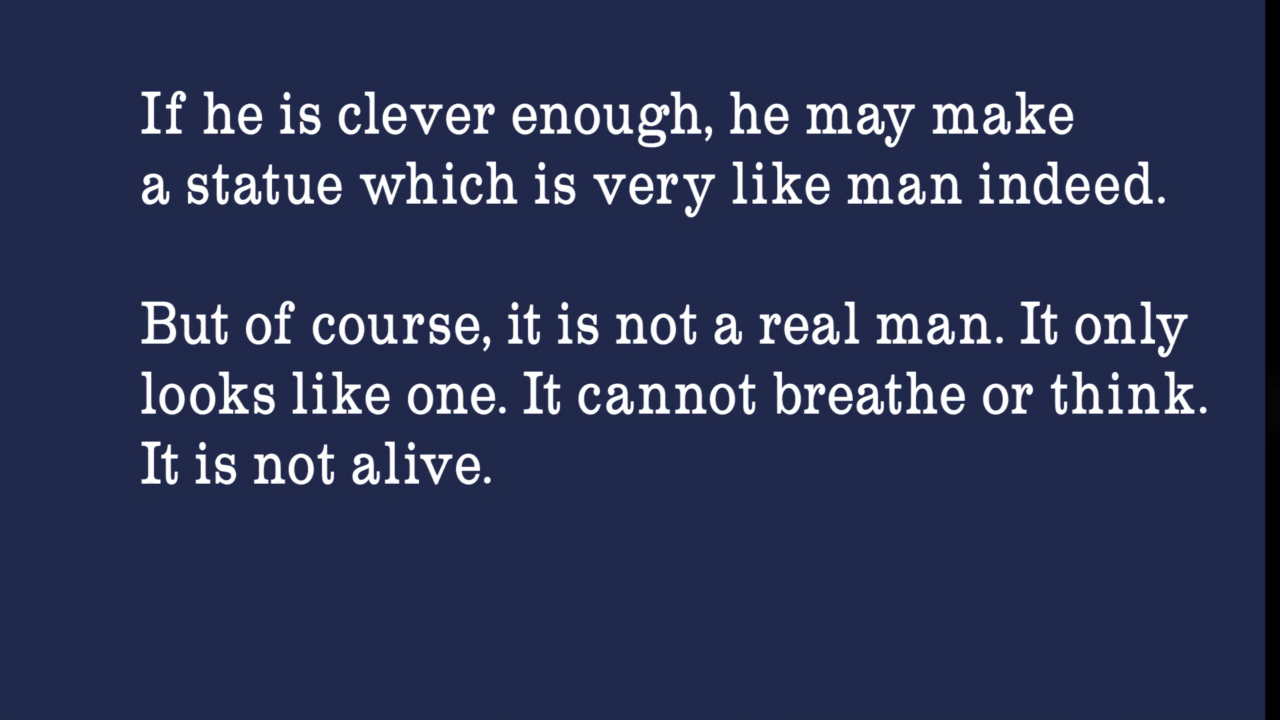 If he is clever enough, he may make
a statue which is very like man indeed.
But of course, it is not a real man. It only
looks like one. It cannot breathe or think.
It is not alive.